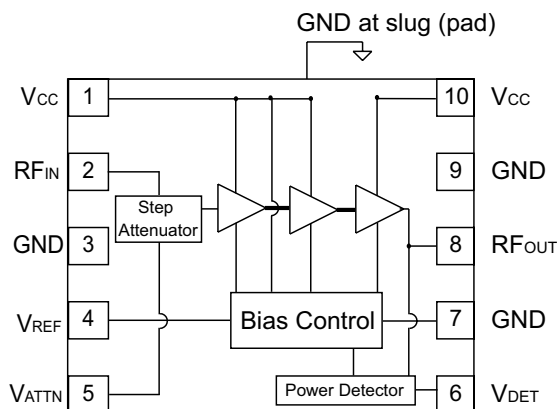 GND at slug (pad)
VCC 1 10 VCC
RFIN 2 9 GND
Step
Attenuator
GND 3 8 RFOUT
VREF 4 Bias Control 7 GND
VATTN 5 Power Detector 6 VDET